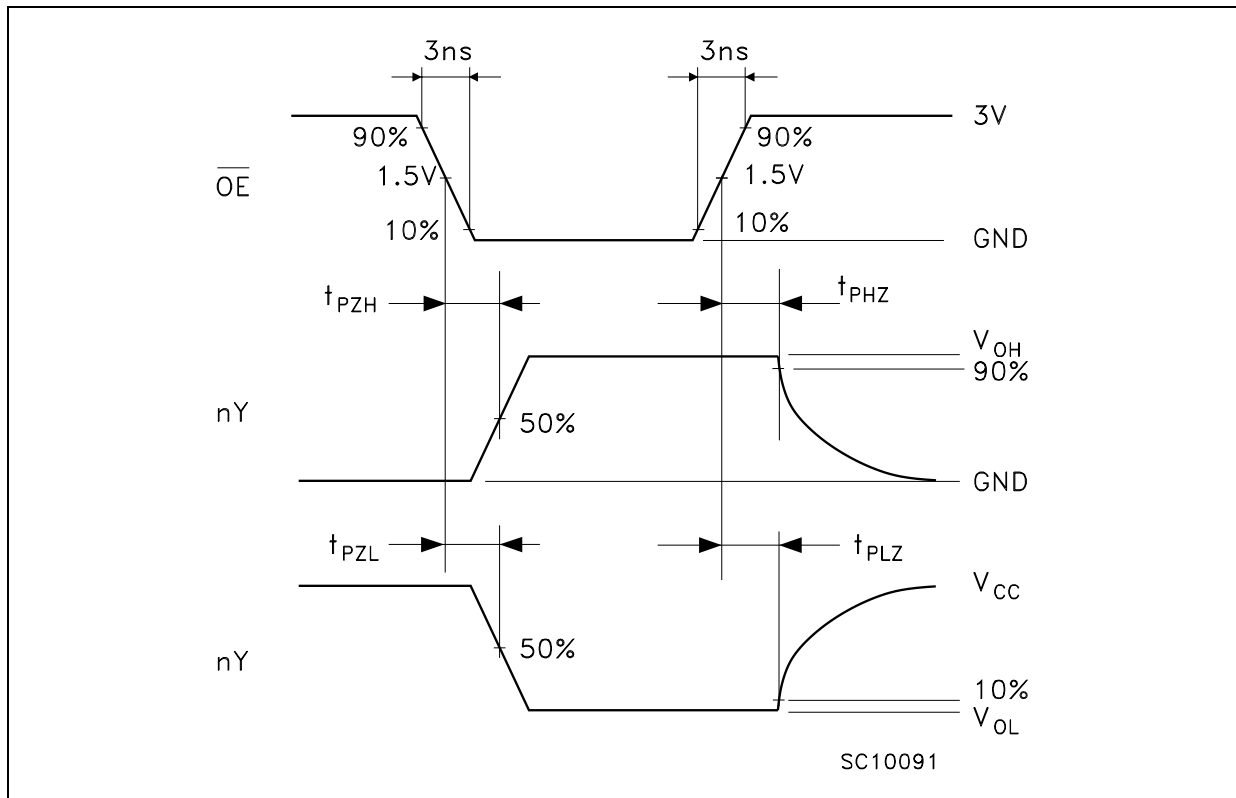 3ns 3ns
3V
90% 90%
1.5V 1.5V
OE
10% 10%
GND
tPZH tPHZ
VOH
90%
nY 50%
GND
tPZL tPLZ
VCC
50%
nY
10%
VOL
SC10091